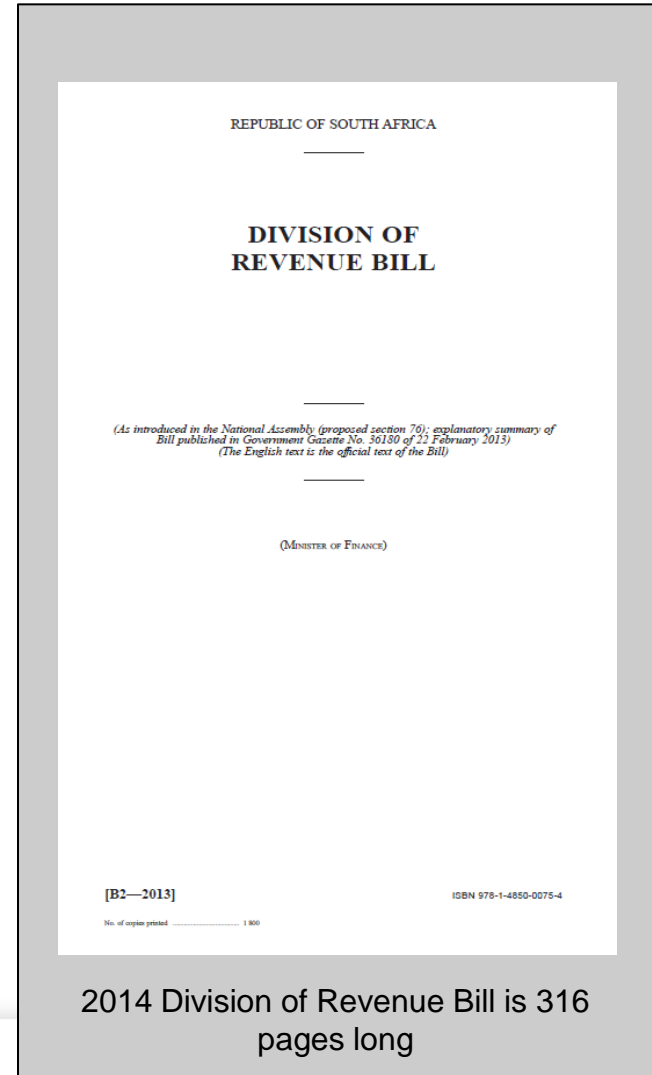 REPUBLIC OF SOUTH AFRICA
DIVISION OF
REVENUE BILL
(As introduced in the National Assembly (proposed section 76); explanatory summary of
Bill published in Government Gazette No. 36180 of 22 February 2013)
(The English text is the official text of the Bill)
(MINISTER OF FINANCE)
[B2—2013]
ISBN 978-1-4850-0075-4
No. of copies printed ....................................... 1 800
2014 Division of Revenue Bill is 316
pages long